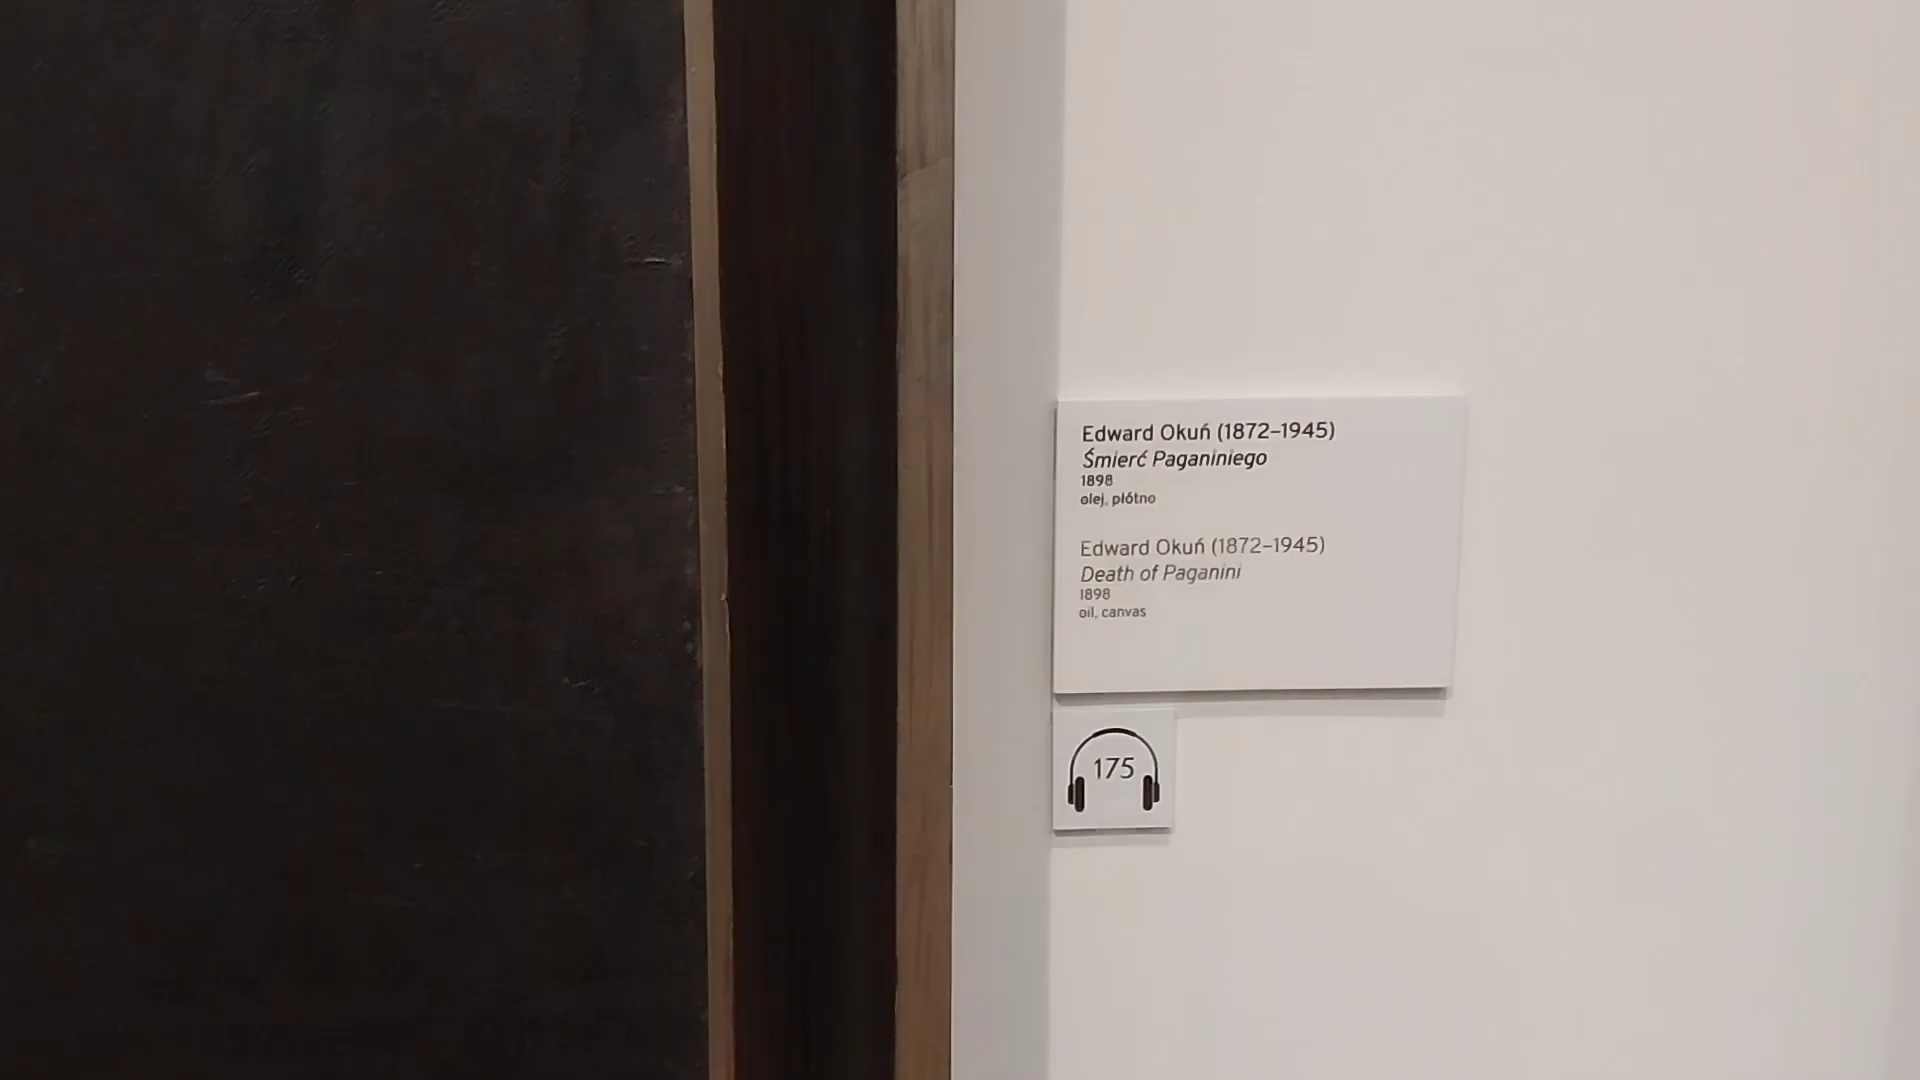 Edward Okuń (1872–1945)
Śmierć Paganiniego
1898
olej, płótno
Edward Okuń (1872–1945)
Death of Paganini
1898
oil, canvas
175